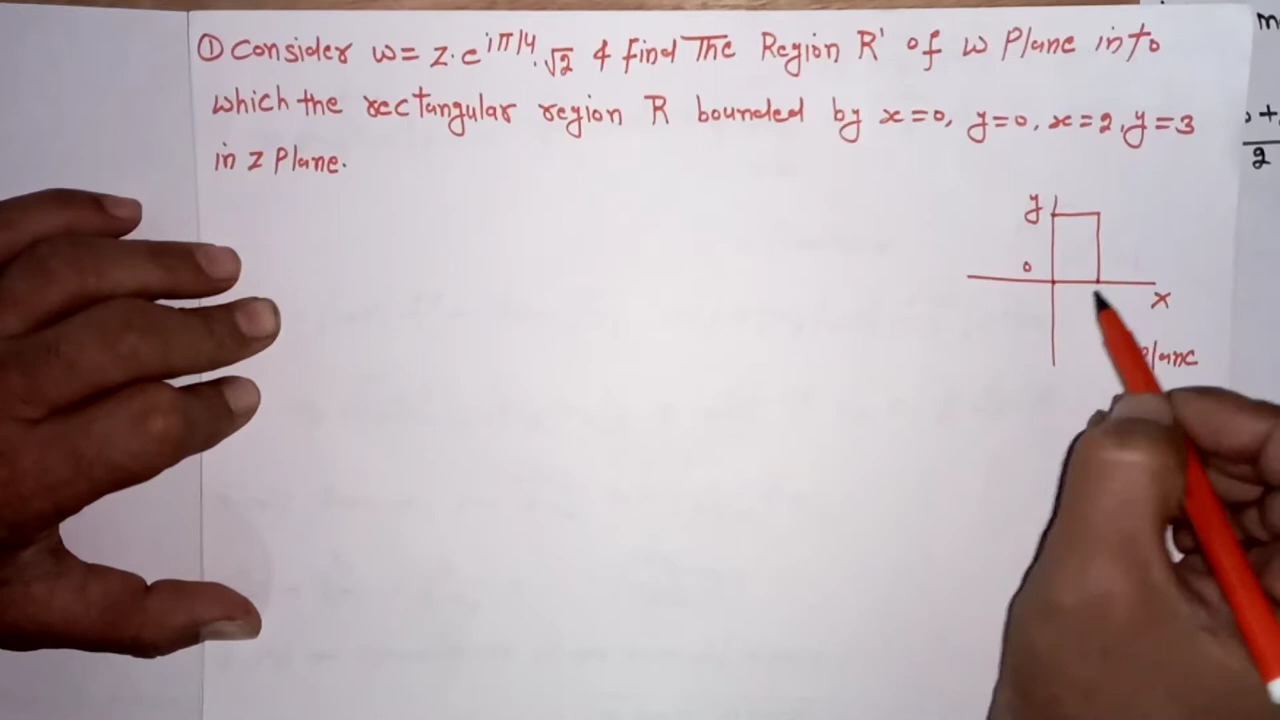 ① Consider w = z·e^{iπ/4}·√2 & find The Region R' of w Plane into
which the rectangular region R bounded by x=0, y=0, x=2, y=3
in z Plane.
y
0
x
m
2